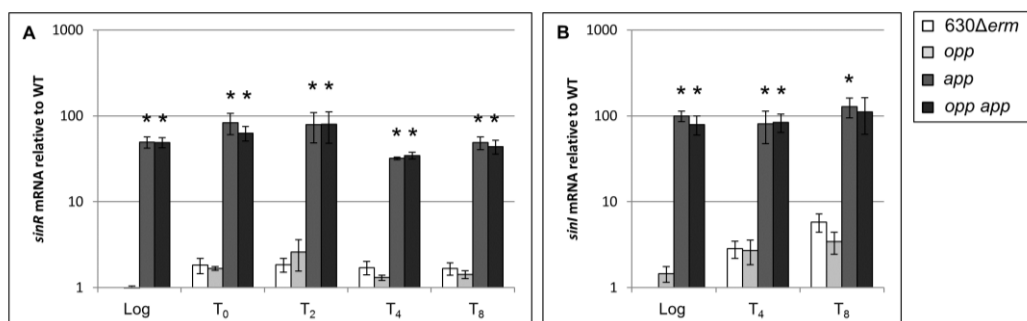 A
sinR mRNA relative to WT
1000
100
10
1
* *
* *
* *
* *
* *
Log T₀ T₂ T₄ T₈
B
sinI mRNA relative to WT
1000
100
10
1
* *
* *
*
Log T₄ T₈
630Δerm
opp
app
opp app